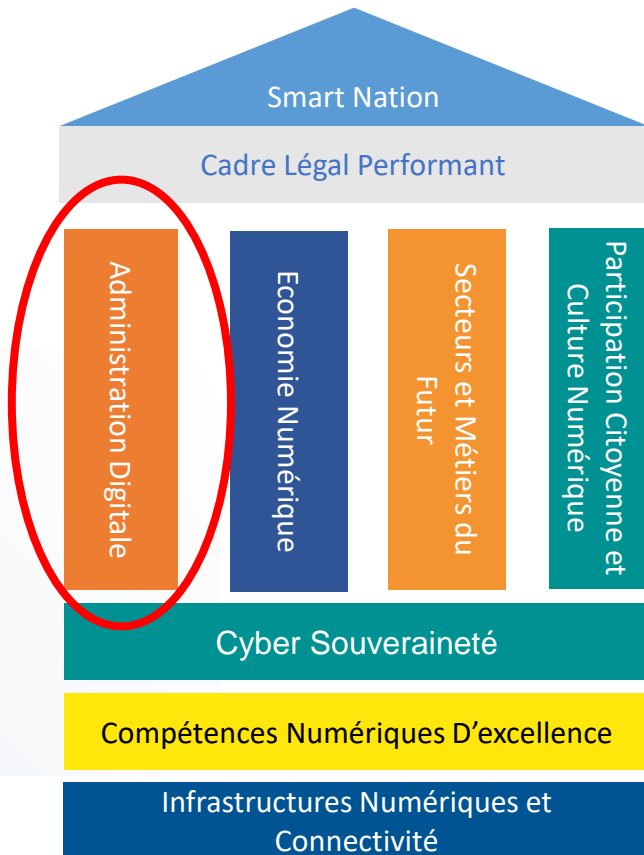 Smart Nation
Cadre Légal Performant
Administration Digitale
Economie Numérique
Secteurs et Métiers du
Futur
Participation Citoyenne et
Culture Numérique
Cyber Souveraineté
Compétences Numériques D'excellence
Infrastructures Numériques et
Connectivité